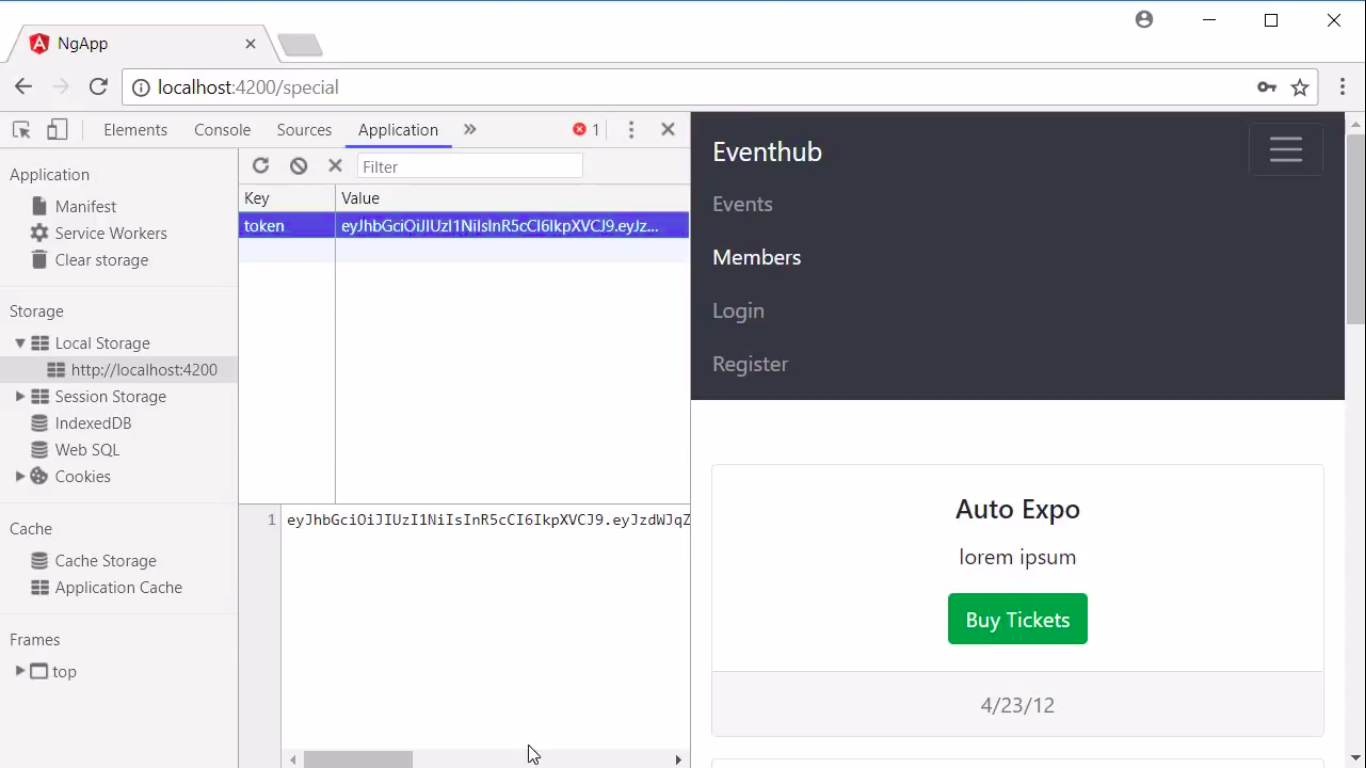 NgApp
localhost:4200/special
Elements Console Sources Application » 1
Application
Manifest
Service Workers
Clear storage
Storage
Local Storage
http://localhost:4200
Session Storage
IndexedDB
Web SQL
Cookies
Cache
Cache Storage
Application Cache
Frames
top
Filter
Key Value
token eyJhbGciOiJIUzI1NiIsInR5cCI6IkpXVCJ9.eyJz...
1 eyJhbGciOiJIUzI1NiIsInR5cCI6IkpXVCJ9.eyJzdWJqZ
Eventhub
Events
Members
Login
Register
Auto Expo
lorem ipsum
Buy Tickets
4/23/12